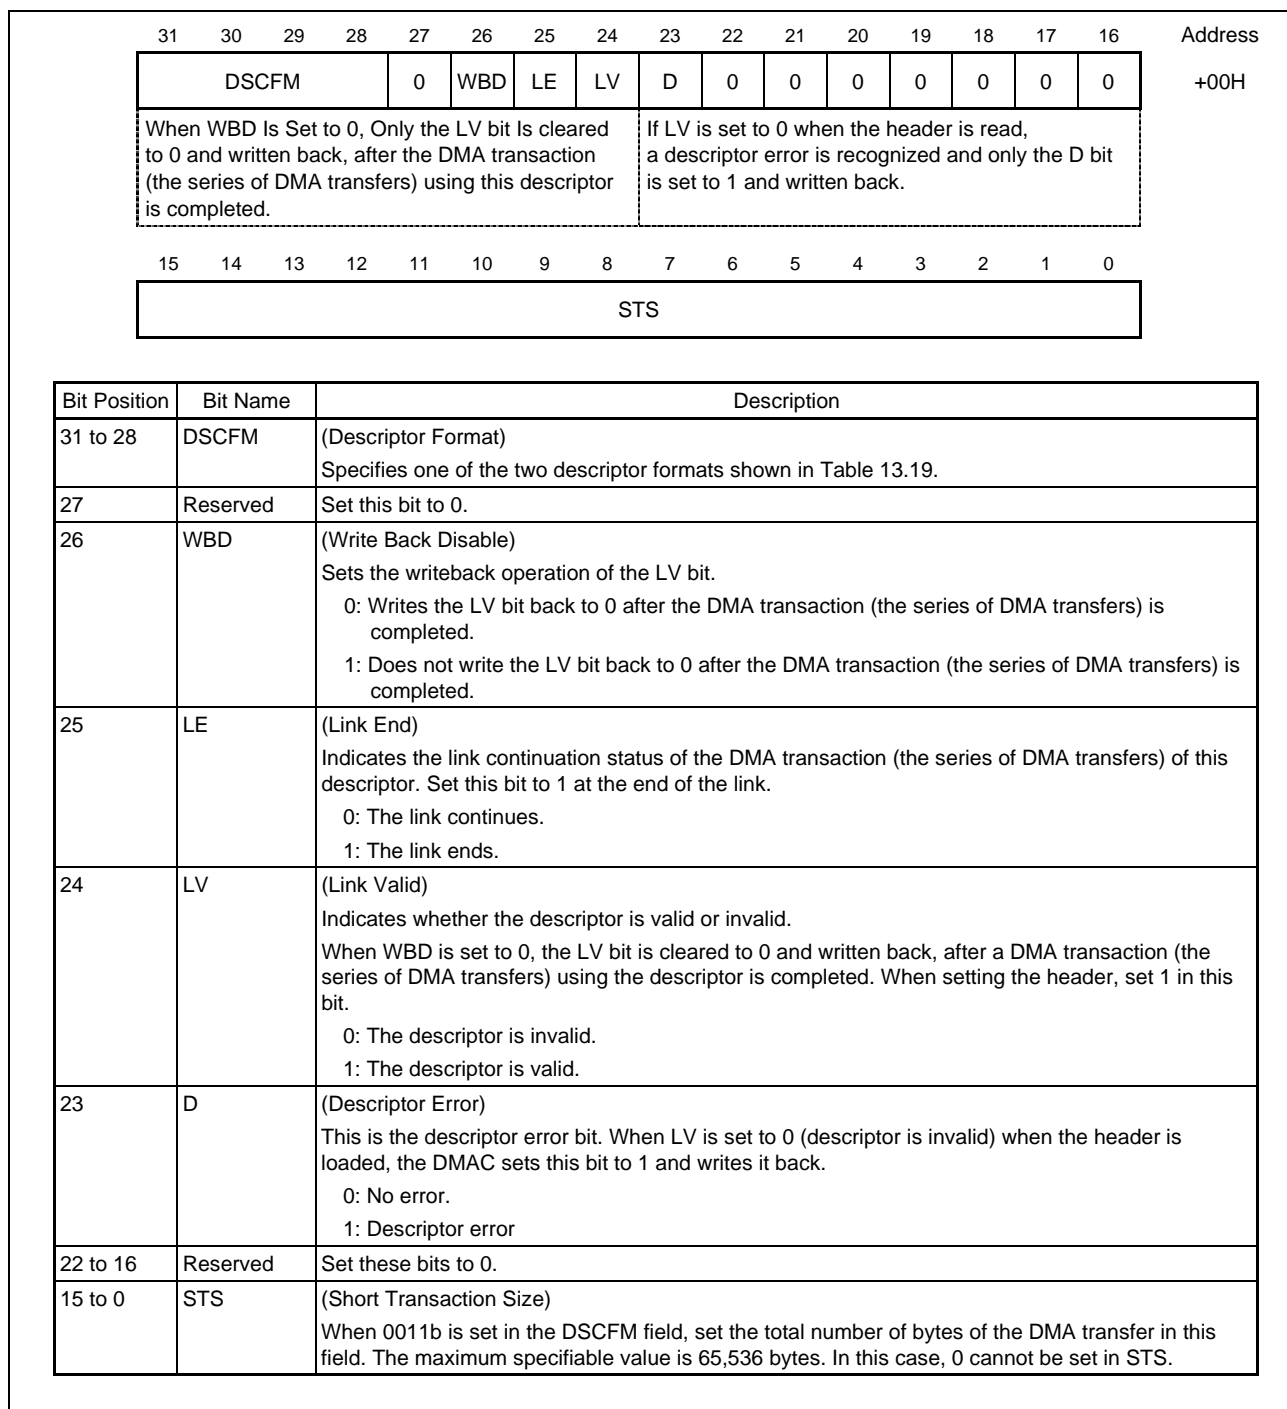 31 30 29 28 27 26 25 24 23 22 21 20 19 18 17 16 Address
DSCFM 0 WBD LE LV D 0 0 0 0 0 0 0 +00H
When WBD Is Set to 0, Only the LV bit Is cleared
to 0 and written back, after the DMA transaction
(the series of DMA transfers) using this descriptor
is completed.
If LV is set to 0 when the header is read,
a descriptor error is recognized and only the D bit
is set to 1 and written back.
15 14 13 12 11 10 9 8 7 6 5 4 3 2 1 0
STS
Bit Position Bit Name Description
31 to 28 DSCFM (Descriptor Format)
Specifies one of the two descriptor formats shown in Table 13.19.
27 Reserved Set this bit to 0.
26 WBD (Write Back Disable)
Sets the writeback operation of the LV bit.
0: Writes the LV bit back to 0 after the DMA transaction (the series of DMA transfers) is
completed.
1: Does not write the LV bit back to 0 after the DMA transaction (the series of DMA transfers) is
completed.
25 LE (Link End)
Indicates the link continuation status of the DMA transaction (the series of DMA transfers) of this
descriptor. Set this bit to 1 at the end of the link.
0: The link continues.
1: The link ends.
24 LV (Link Valid)
Indicates whether the descriptor is valid or invalid.
When WBD is set to 0, the LV bit is cleared to 0 and written back, after a DMA transaction (the
series of DMA transfers) using the descriptor is completed. When setting the header, set 1 in this
bit.
0: The descriptor is invalid.
1: The descriptor is valid.
23 D (Descriptor Error)
This is the descriptor error bit. When LV is set to 0 (descriptor is invalid) when the header is
loaded, the DMAC sets this bit to 1 and writes it back.
0: No error.
1: Descriptor error
22 to 16 Reserved Set these bits to 0.
15 to 0 STS (Short Transaction Size)
When 0011b is set in the DSCFM field, set the total number of bytes of the DMA transfer in this
field. The maximum specifiable value is 65,536 bytes. In this case, 0 cannot be set in STS.